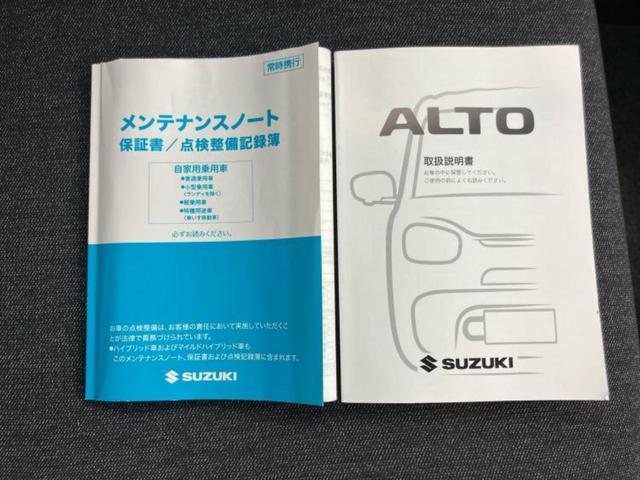 常時携行
メンテナンスノート
保証書／点検整備記録簿
自家用乗用車
●普通乗用車
●小型乗用車
（ランディを除く）
●軽乗用車
●特種用途車
（車いす移動車）
必ずお読みください。
お車の点検整備は、お客様の責任において実施していただくこ
とが法律で義務づけられています。
●ハイブリッド車およびマイルドハイブリッド車も
このメンテナンスノート、保証書および点検記録簿に含まれます。
SUZUKI
ALTO
取扱説明書
お車の中に保管してください。
ご使用の前によくお読みください。
SUZUKI